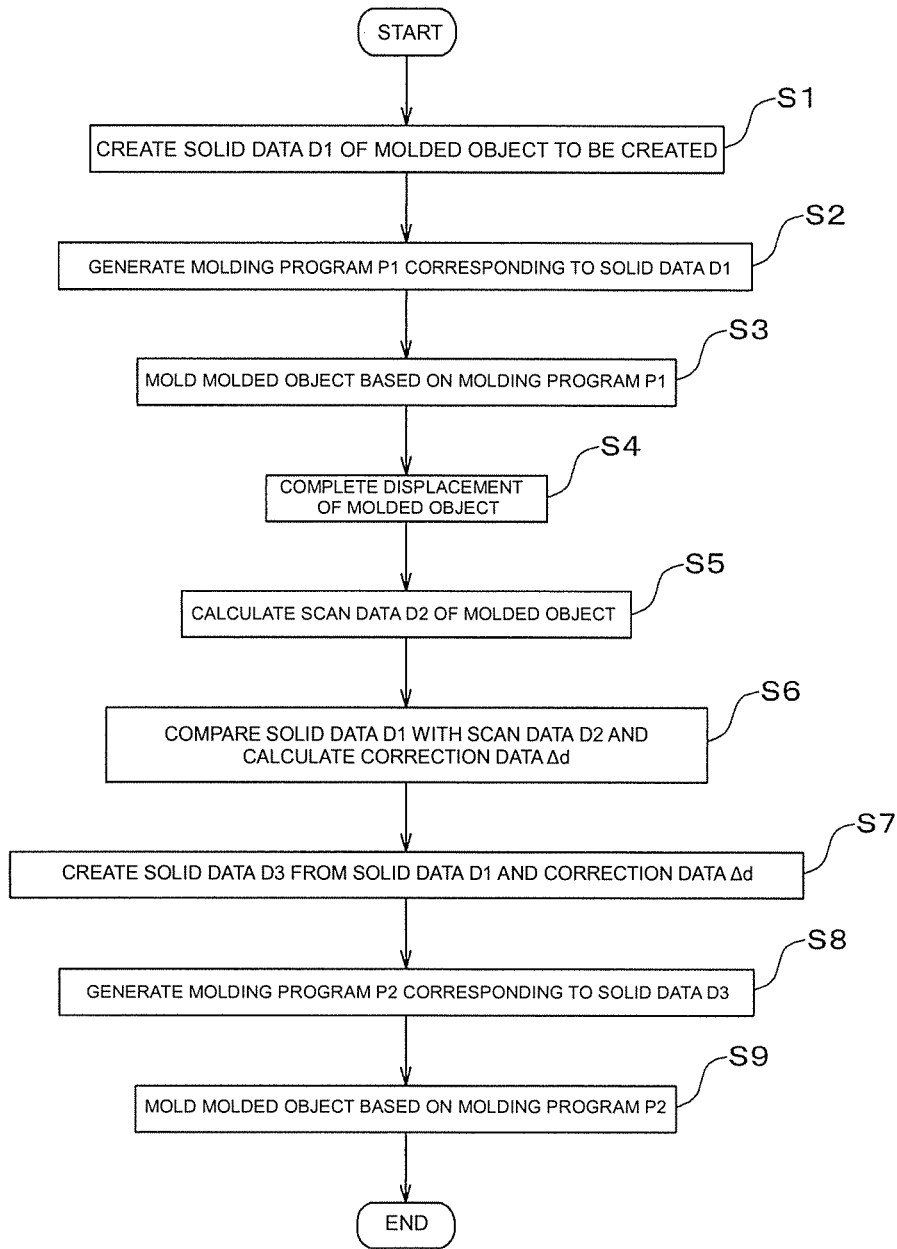 START
S1
CREATE SOLID DATA D1 OF MOLDED OBJECT TO BE CREATED
S2
GENERATE MOLDING PROGRAM P1 CORRESPONDING TO SOLID DATA D1
S3
MOLD MOLDED OBJECT BASED ON MOLDING PROGRAM P1
S4
COMPLETE DISPLACEMENT
OF MOLDED OBJECT
S5
CALCULATE SCAN DATA D2 OF MOLDED OBJECT
S6
COMPARE SOLID DATA D1 WITH SCAN DATA D2 AND
CALCULATE CORRECTION DATA Δd
S7
CREATE SOLID DATA D3 FROM SOLID DATA D1 AND CORRECTION DATA Δd
S8
GENERATE MOLDING PROGRAM P2 CORRESPONDING TO SOLID DATA D3
S9
MOLD MOLDED OBJECT BASED ON MOLDING PROGRAM P2
END